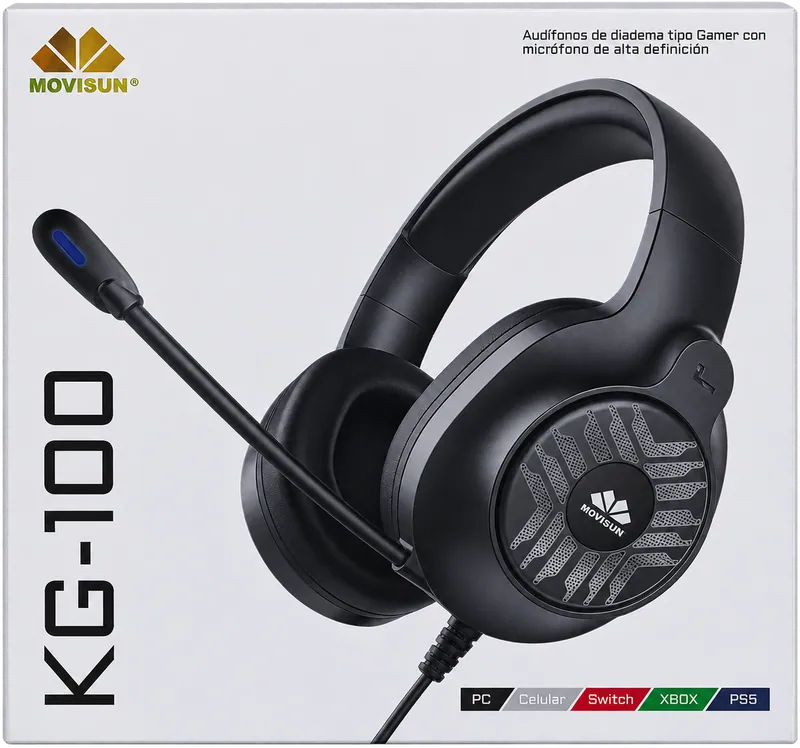 MOVISUN®
Audífonos de diadema tipo Gamer con
micrófono de alta definición
KG-100
MOVISUN
PC
Celular
Switch
XBOX
PS5